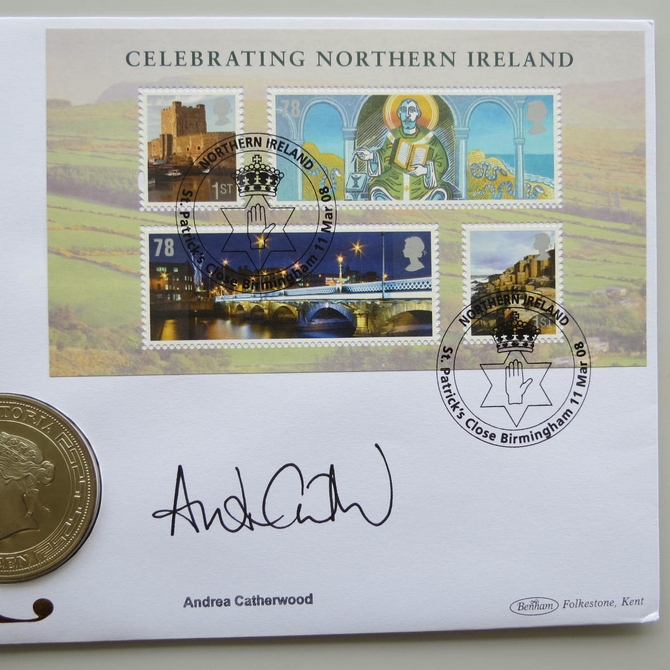 CELEBRATING NORTHERN IRELAND
1ST
78
78
NORTHERN IRELAND
St. Patrick's Close Birmingham 11 Mar 08
NORTHERN IRELAND
St. Patrick's Close Birmingham 11 Mar 08
Andrea Catherwood
Benham Folkestone, Kent